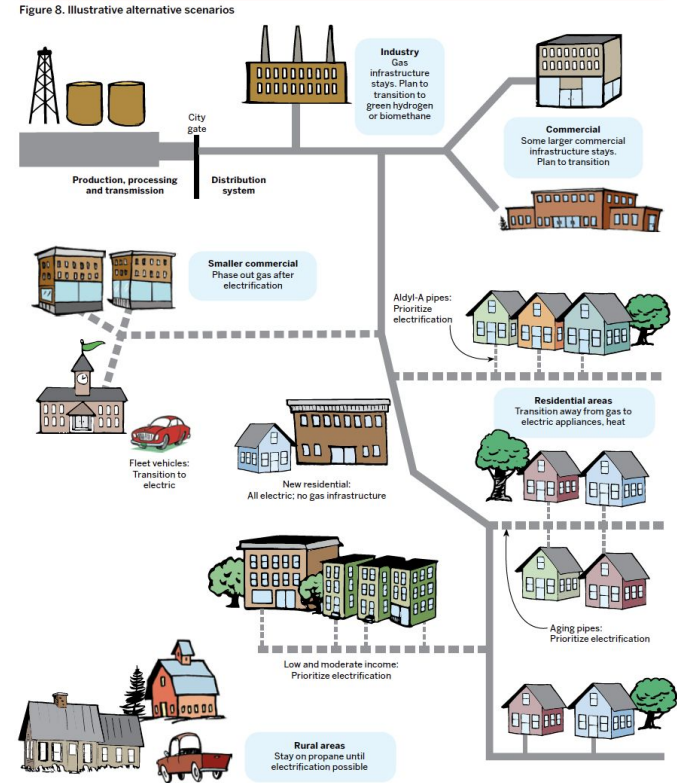 Figure 8. Illustrative alternative scenarios
Industry
Gas
infrastructure
stays. Plan to
transition to
green hydrogen
or biomethane
City
gate
Commercial
Some larger commercial
infrastructure stays.
Plan to transition
Production, processing
and transmission
Distribution
system
Smaller commercial
Phase out gas after
electrification
Aldyl-A pipes:
Prioritize
electrification
Residential areas
Transition away from gas to
electric appliances, heat
Fleet vehicles:
Transition to
electric
New residential:
All electric; no gas infrastructure
Aging pipes:
Prioritize electrification
Low and moderate income:
Prioritize electrification
Rural areas
Stay on propane until
electrification possible